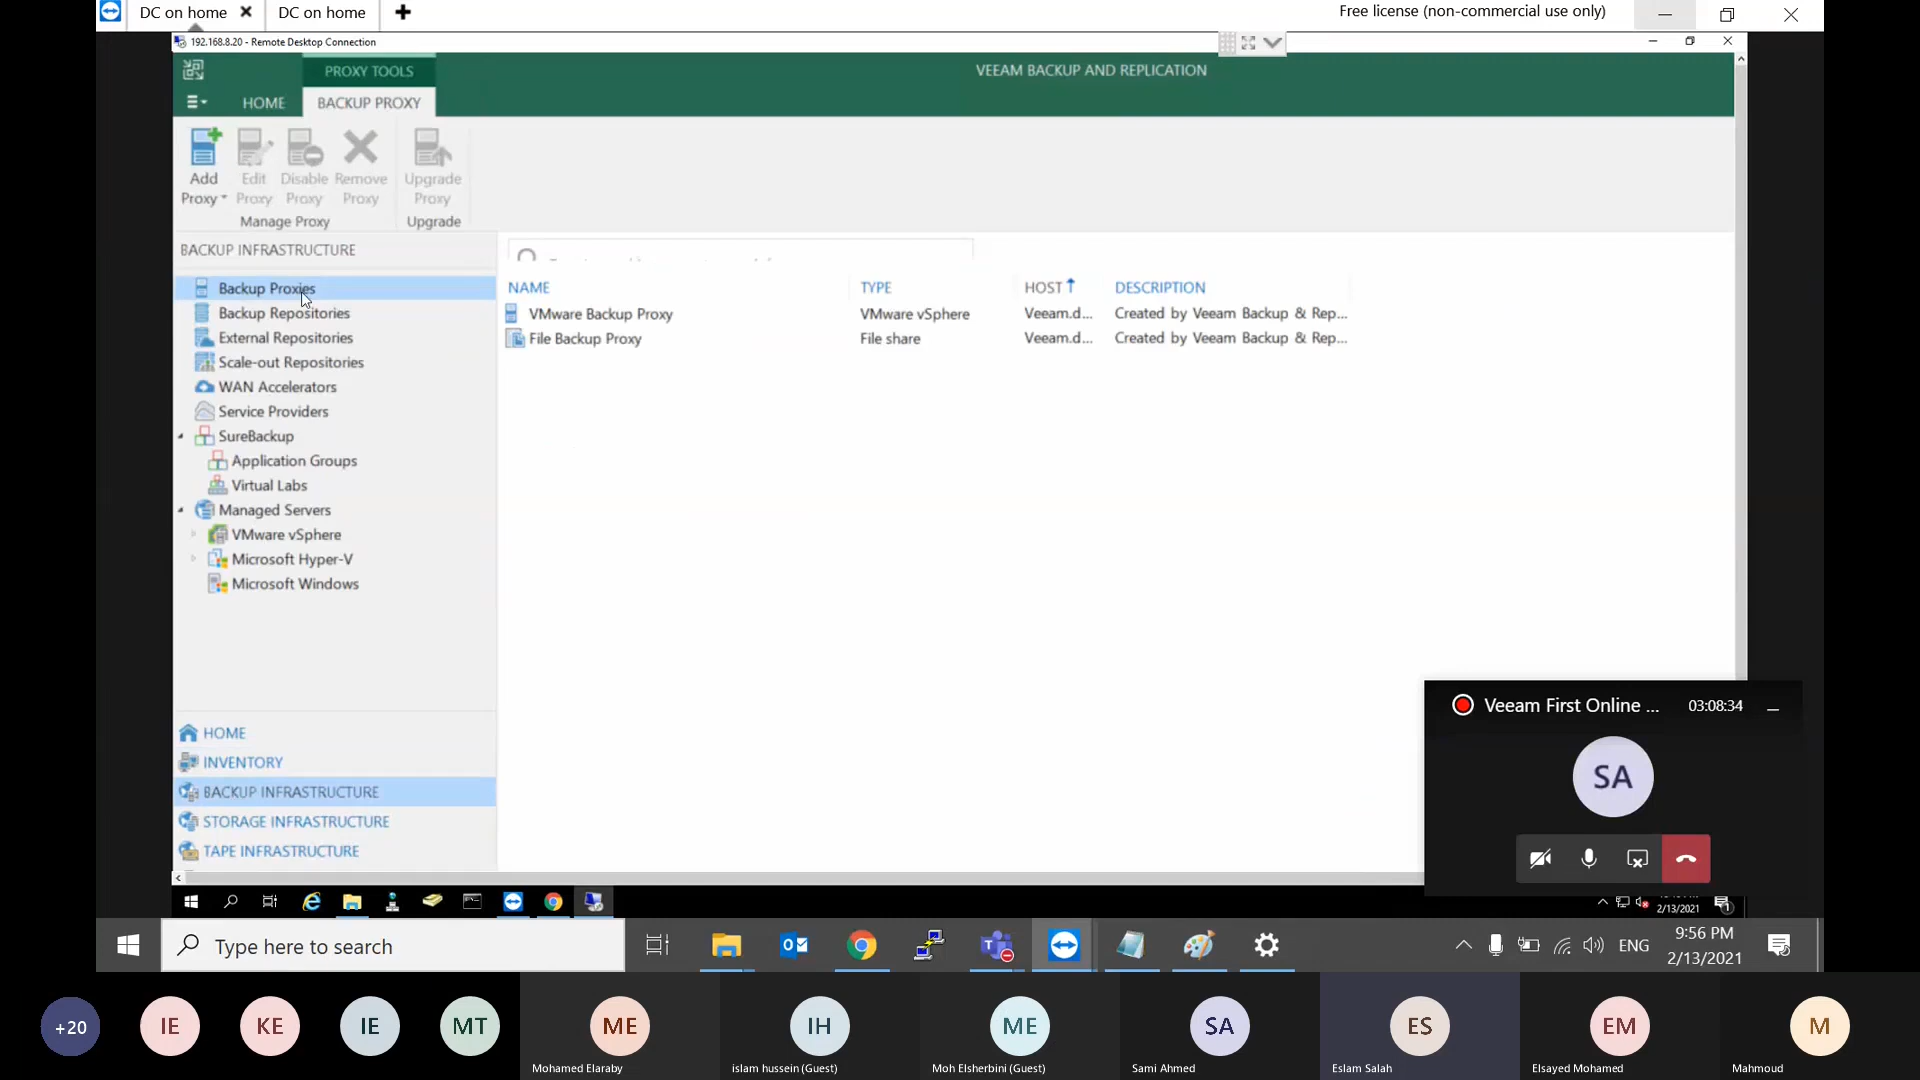 DC on home
DC on home
Free license (non-commercial use only)
192.168.8.20 - Remote Desktop Connection
PROXY TOOLS
VEEAM BACKUP AND REPLICATION
HOME
BACKUP PROXY
Add Proxy
Edit Proxy
Disable Proxy
Remove Proxy
Upgrade Proxy
Manage Proxy
Upgrade
BACKUP INFRASTRUCTURE
Backup Proxies
Backup Repositories
External Repositories
Scale-out Repositories
WAN Accelerators
Service Providers
SureBackup
Application Groups
Virtual Labs
Managed Servers
VMware vSphere
Microsoft Hyper-V
Microsoft Windows
NAME TYPE HOST DESCRIPTION
VMware Backup Proxy VMware vSphere Veeam.d... Created by Veeam Backup & Rep...
File Backup Proxy File share Veeam.d... Created by Veeam Backup & Rep...
HOME
INVENTORY
BACKUP INFRASTRUCTURE
STORAGE INFRASTRUCTURE
TAPE INFRASTRUCTURE
Veeam First Online ... 03:08:34
SA
2/13/2021
Type here to search
ENG
9:56 PM
2/13/2021
+20
IE
KE
IE
MT
ME
Mohamed Elaraby
IH
islam hussein (Guest)
ME
Moh Elsherbini (Guest)
SA
Sami Ahmed
ES
Eslam Salah
EM
Elsayed Mohamed
M
Mahmoud